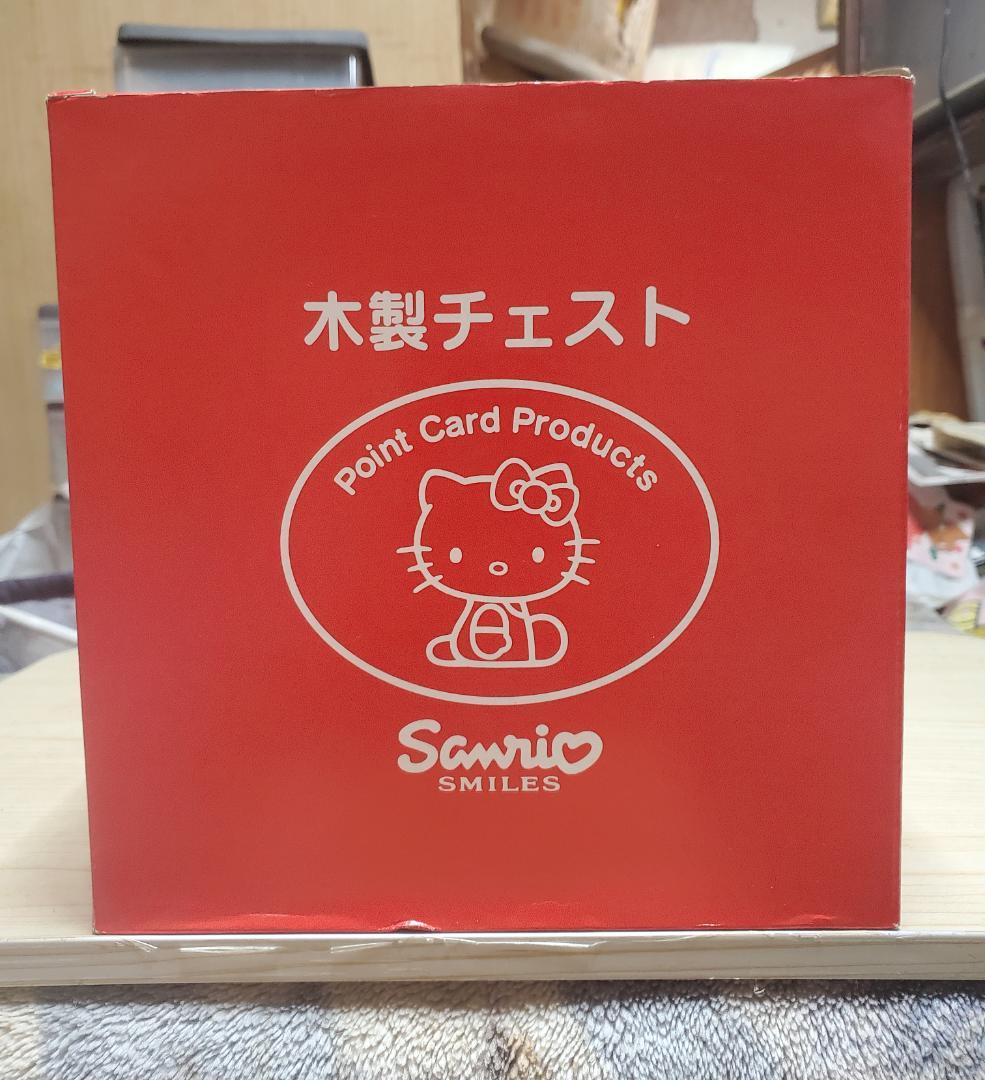 木製チェスト
Point Card Products
Sanrio
SMILES